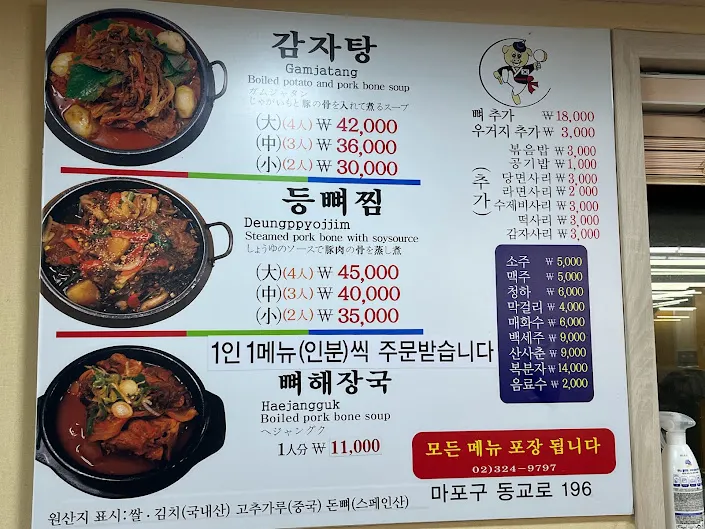 감자탕
Gamjatang
Boiled potato and pork bone soup
ガムジャタン
じゃがいもと豚の骨を入れて煮るスープ
(大)(4人) ₩ 42,000
(中)(3人) ₩ 36,000
(小)(2人) ₩ 30,000
등뼈찜
Deungppyojjim
Steamed pork bone with soysource
しょうゆのソースで豚肉の骨を蒸し煮
(大)(4人) ₩ 45,000
(中)(3人) ₩ 40,000
(小)(2人) ₩ 35,000
1인 1메뉴(인분)씩 주문받습니다
뼈해장국
Haejangguk
Boiled pork bone soup
ヘジャングク
1人分 ₩ 11,000
뼈 추가 ₩18,000
우거지 추가 ₩ 3,000
(추가)
볶음밥 ₩3,000
공기밥 ₩1,000
당면사리 ₩3,000
라면사리 ₩2,000
수제비사리 ₩3,000
떡사리 ₩3,000
감자사리 ₩3,000
소주 ₩ 5,000
맥주 ₩ 5,000
청하 ₩ 6,000
막걸리 ₩ 4,000
매화수 ₩ 6,000
백세주 ₩ 9,000
산사춘 ₩ 9,000
복분자 ₩14,000
음료수 ₩ 2,000
모든 메뉴 포장 됩니다
02)324-9797
마포구 동교로 196
원산지 표시: 쌀 · 김치(국내산) 고추가루(중국) 돈뼈(스페인산)